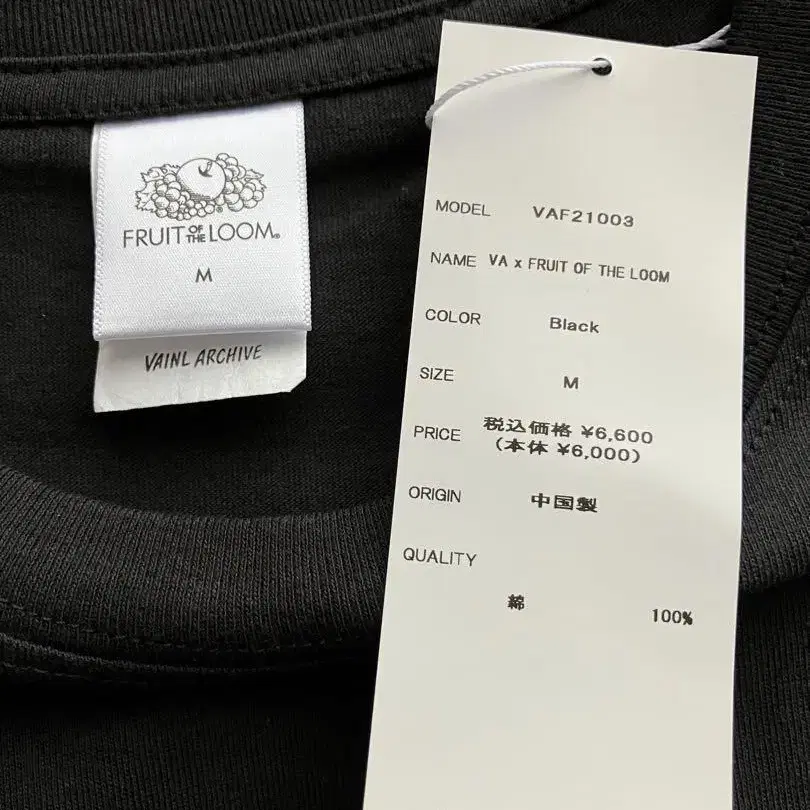 FRUIT OF THE LOOM®
M
VAINL ARCHIVE
MODEL VAF21003
NAME VA x FRUIT OF THE LOOM
COLOR Black
SIZE M
PRICE 税込価格 ¥6,600
(本体 ¥6,000)
ORIGIN 中国製
QUALITY
綿 100%